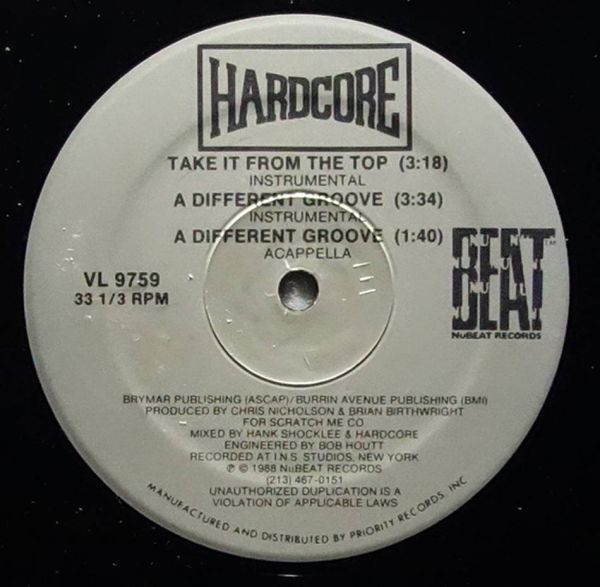 HARDCORE
TAKE IT FROM THE TOP (3:18)
INSTRUMENTAL
A DIFFERENT GROOVE (3:34)
INSTRUMENTAL
A DIFFERENT GROOVE (1:40)
ACAPPELLA
VL 9759
33 1/3 RPM
NU NU
BEAT™
NUBEAT RECORDS
BRYMAR PUBLISHING (ASCAP)/BURRIN AVENUE PUBLISHING (BMI)
PRODUCED BY CHRIS NICHOLSON & BRIAN BIRTHWRIGHT
FOR SCRATCH ME CO
MIXED BY HANK SHOCKLEE & HARDCORE
ENGINEERED BY BOB HOUTT
RECORDED AT I.N.S STUDIOS, NEW YORK
℗ © 1988 NUBEAT RECORDS
(213) 467-0151
UNAUTHORIZED DUPLICATION IS A
VIOLATION OF APPLICABLE LAWS
MANUFACTURED AND DISTRIBUTED BY PRIORITY RECORDS, INC